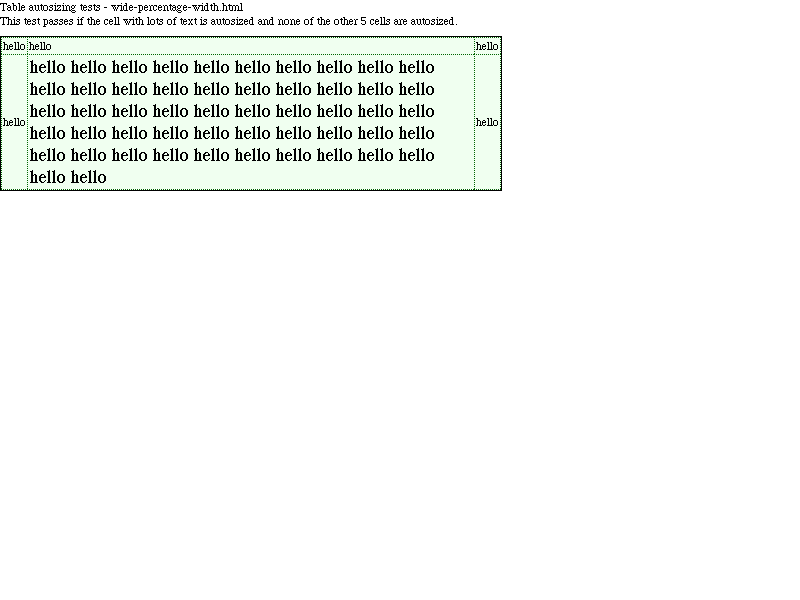 Table autosizing tests - wide-percentage-width.html
This test passes if the cell with lots of text is autosized and none of the other 5 cells are autosized.
hello hello hello
hello hello hello hello hello hello hello hello hello hello
hello hello hello hello hello hello hello hello hello hello
hello hello hello hello hello hello hello hello hello hello
hello hello hello hello hello hello hello hello hello hello hello hello
hello hello hello hello hello hello hello hello hello hello
hello hello